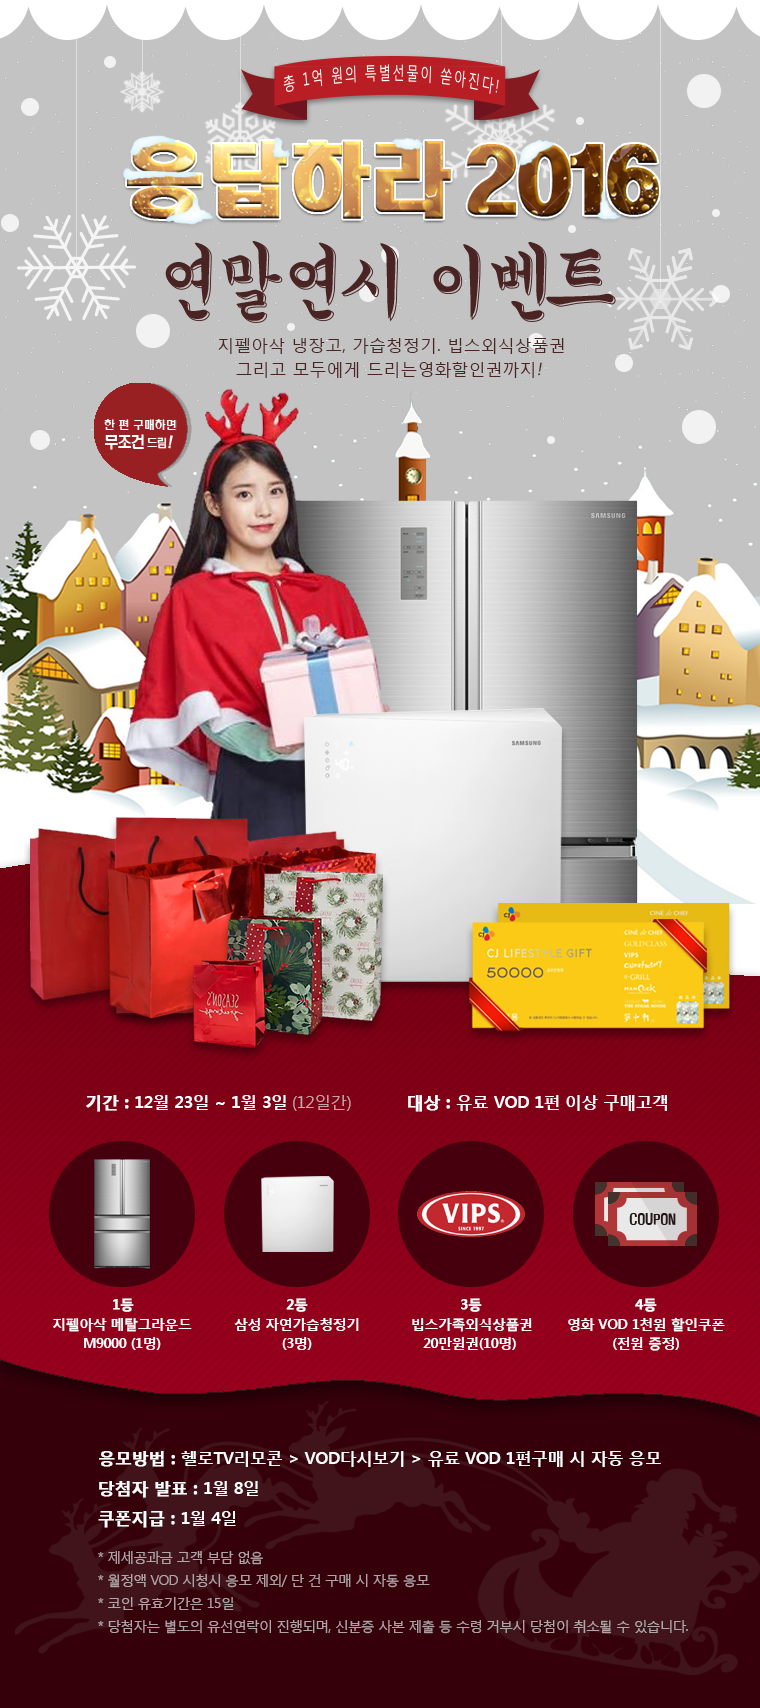 총 1억 원의 특별선물이 쏟아진다!
응답하라 2016
연말연시 이벤트
지펠아삭 냉장고, 가습청정기. 빕스외식상품권
그리고 모두에게 드리는영화할인권까지!
한 편 구매하면
무조건 드림!
SAMSUNG
SAMSUNG
CINÉ de CHEF
CJ LIFESTYLE GIFT
50000
CINÉ de CHEF
GOLD CLASS
VIPS
SEASON'S
greetings
기간 : 12월 23일 ~ 1월 3일 (12일간)
대상 : 유료 VOD 1편 이상 구매고객
VIPS
SINCE 1997
COUPON
1등
지펠아삭 메탈그라운드
M9000 (1명)
2등
삼성 자연가습청정기
(3명)
3등
빕스가족외식상품권
20만원권(10명)
4등
영화 VOD 1천원 할인쿠폰
(전원 증정)
응모방법 : 헬로TV리모콘 > VOD다시보기 > 유료 VOD 1편구매 시 자동 응모
당첨자 발표 : 1월 8일
쿠폰지급 : 1월 4일
* 제세공과금 고객 부담 없음
* 월정액 VOD 시청시 응모 제외/ 단 건 구매 시 자동 응모
* 코인 유효기간은 15일
* 당첨자는 별도의 유선연락이 진행되며, 신분증 사본 제출 등 수령 거부시 당첨이 취소될 수 있습니다.